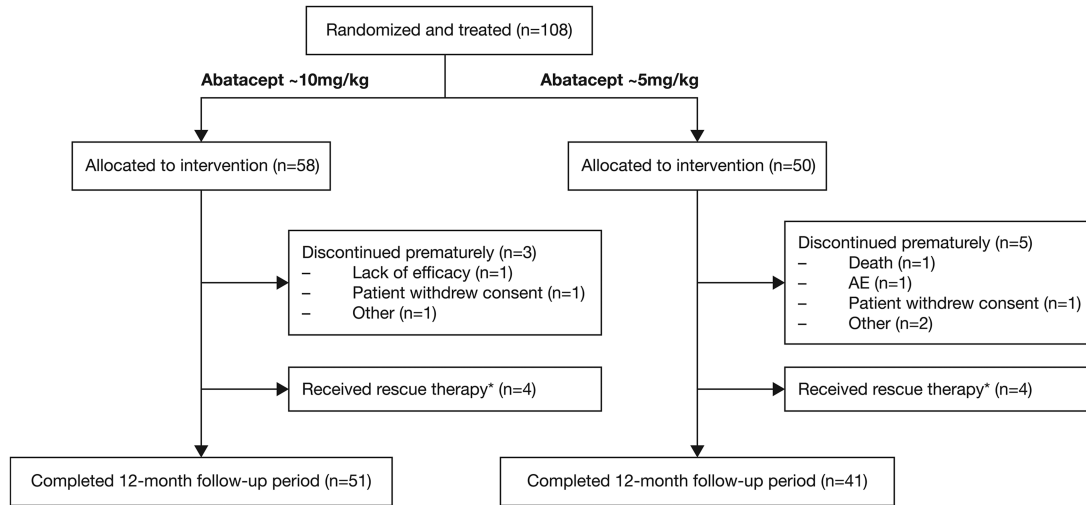 Randomized and treated (n=108)
Abatacept ~10mg/kg
Abatacept ~5mg/kg
Allocated to intervention (n=58)
Allocated to intervention (n=50)
Discontinued prematurely (n=3)
– Lack of efficacy (n=1)
– Patient withdrew consent (n=1)
– Other (n=1)
Discontinued prematurely (n=5)
– Death (n=1)
– AE (n=1)
– Patient withdrew consent (n=1)
– Other (n=2)
Received rescue therapy* (n=4)
Received rescue therapy* (n=4)
Completed 12-month follow-up period (n=51)
Completed 12-month follow-up period (n=41)